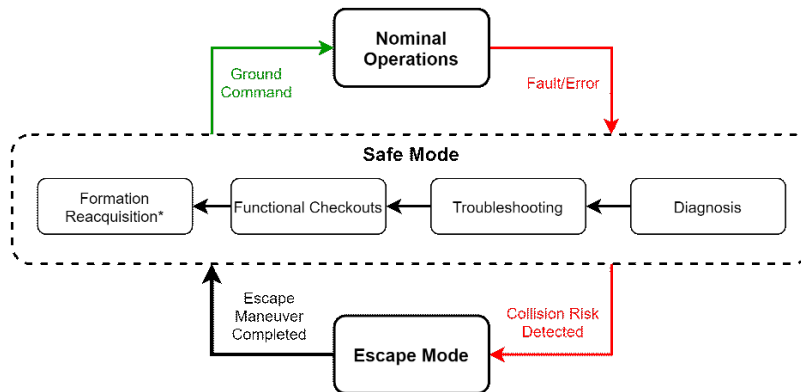 Nominal
Operations
Ground
Command
Fault/Error
Safe Mode
Formation
Reacquisition*
Functional Checkouts
Troubleshooting
Diagnosis
Escape
Maneuver
Completed
Collision Risk
Detected
Escape Mode